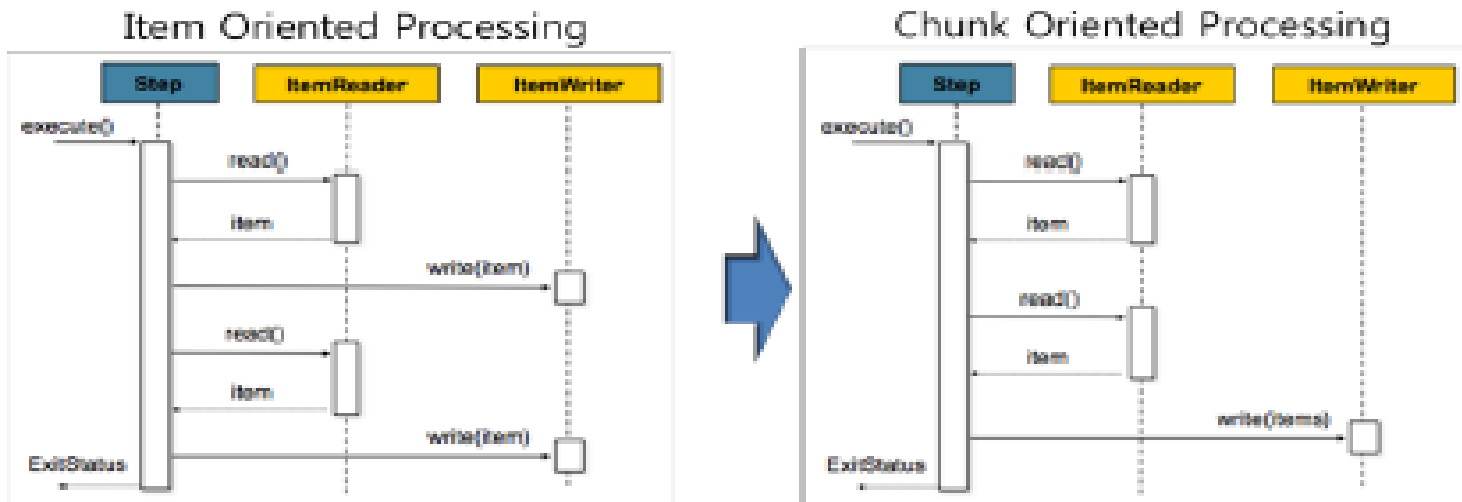 Item Oriented Processing
Step
ItemReader
ItemWriter
execute()
read()
item
write(item)
read()
item
write(item)
ExitStatus
Chunk Oriented Processing
Step
ItemReader
ItemWriter
execute()
read()
item
read()
item
write(items)
ExitStatus